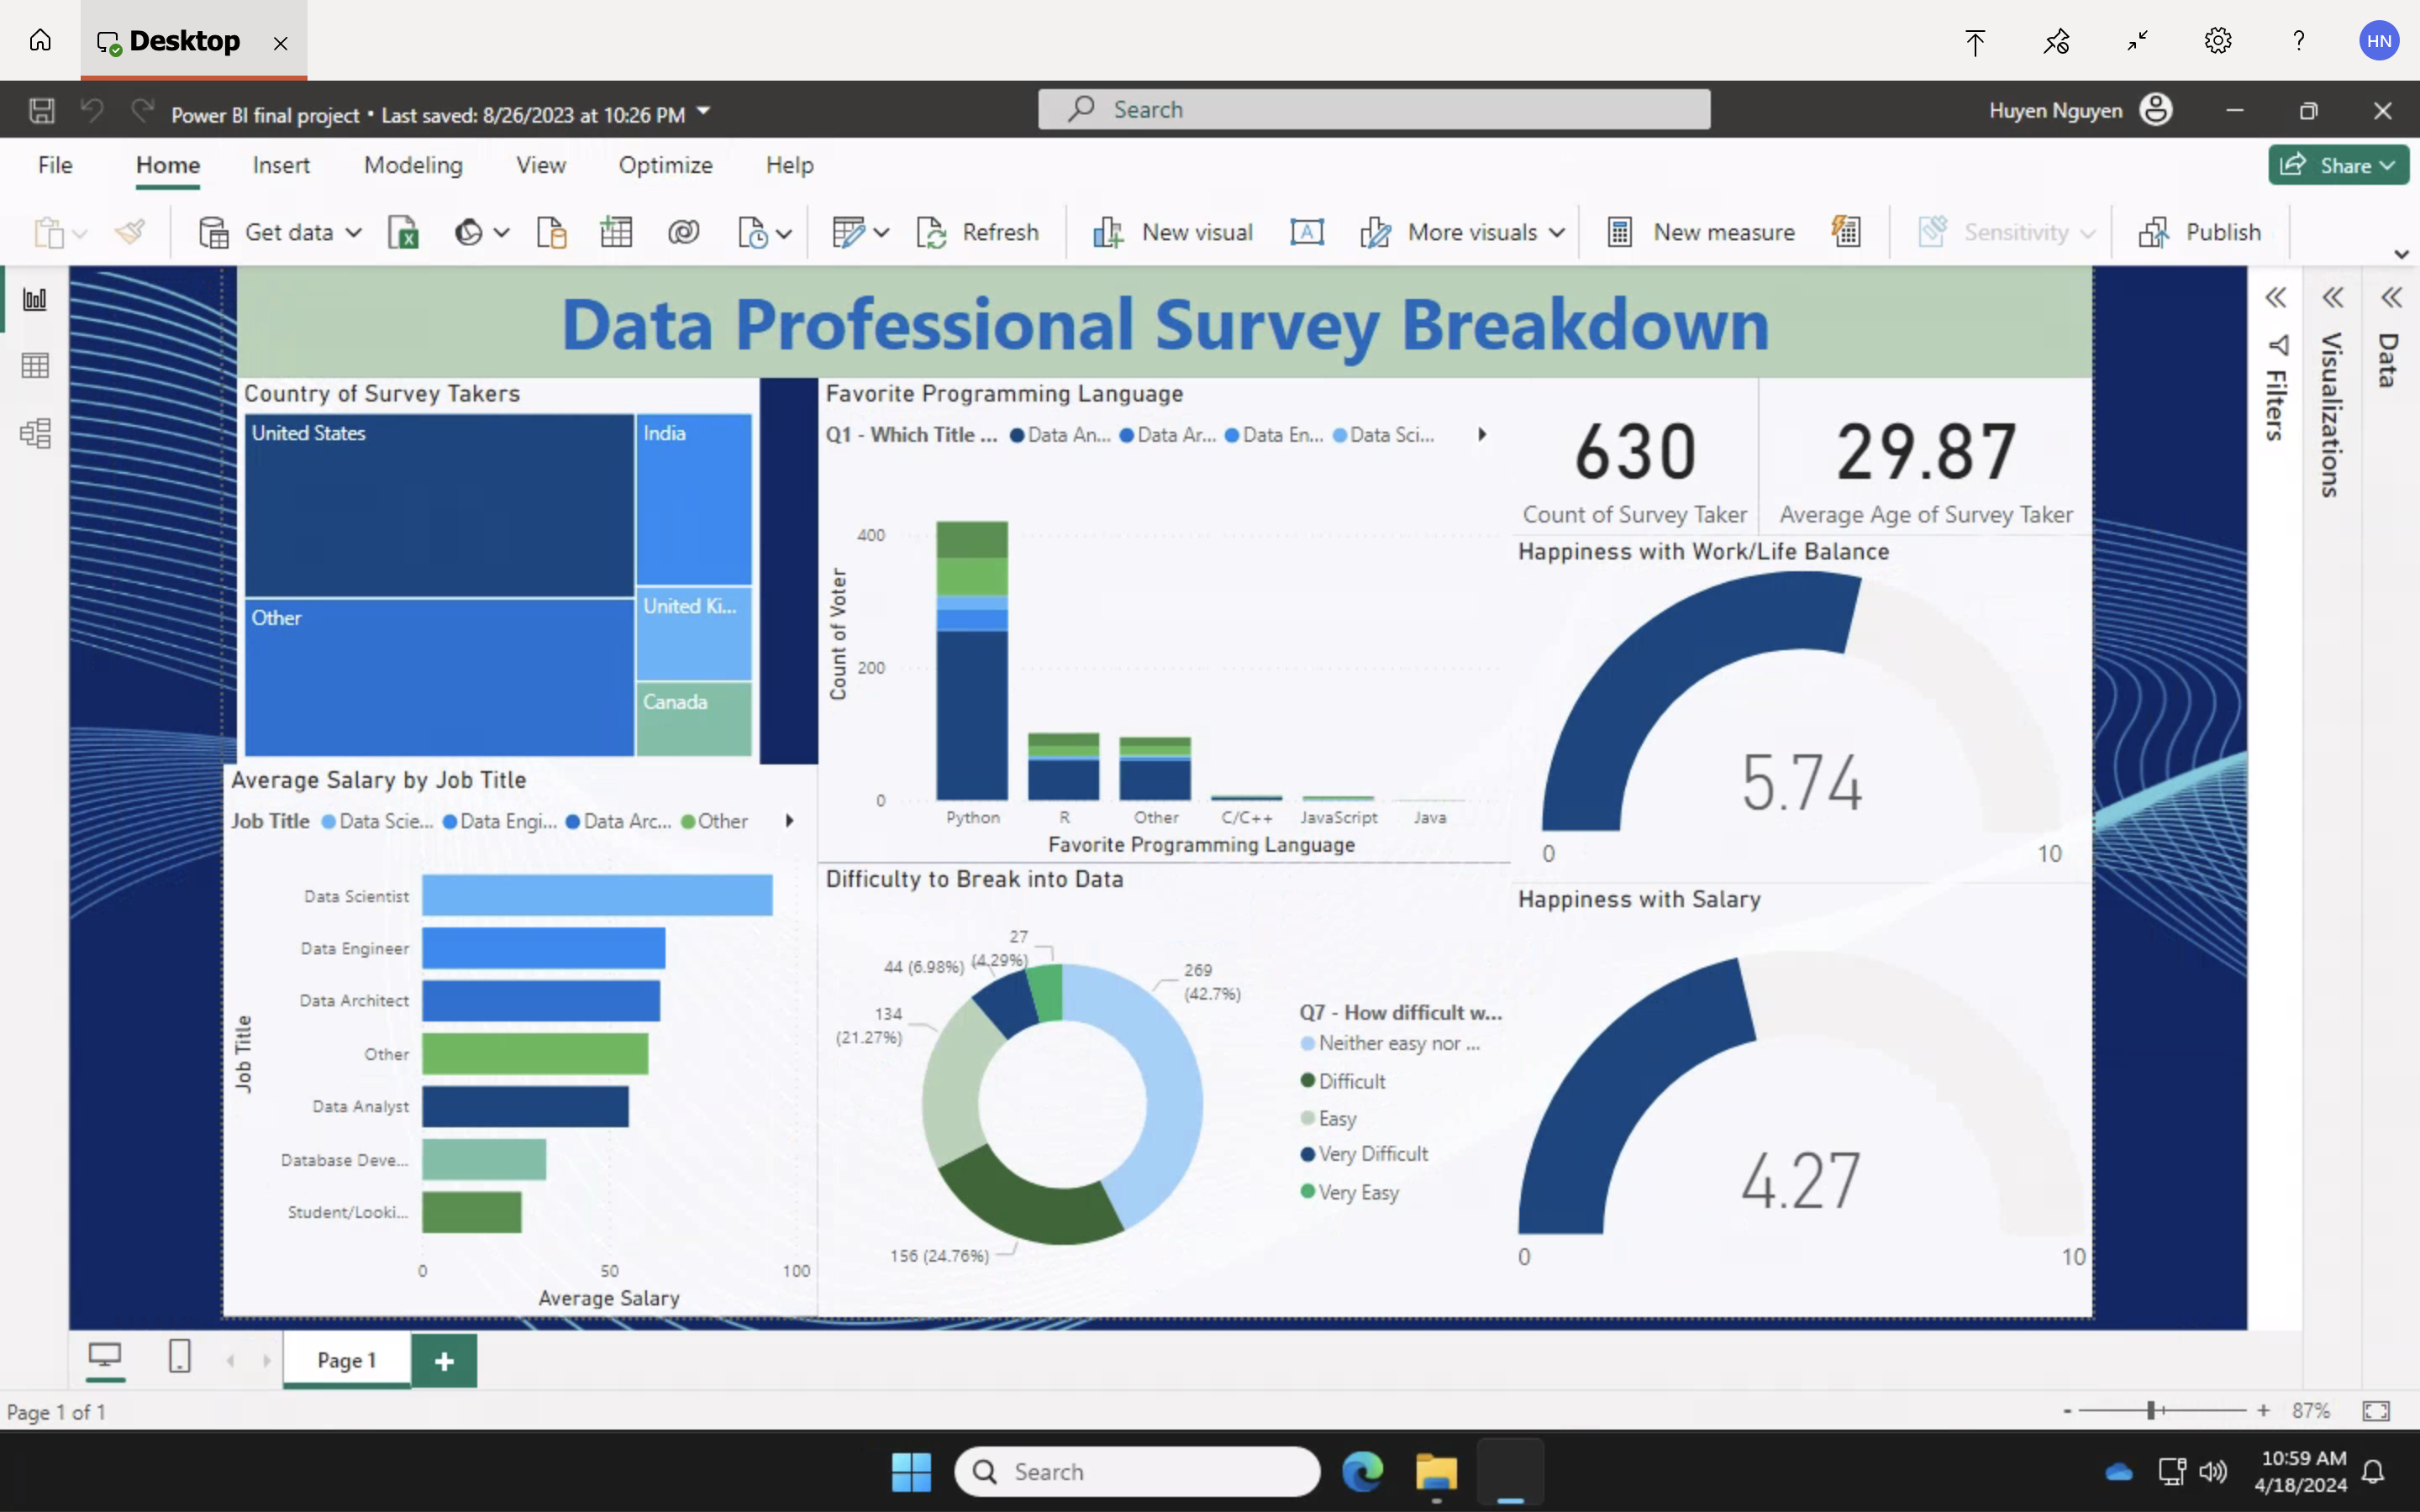 Desktop
HN
Power BI final project • Last saved: 8/26/2023 at 10:26 PM
Search
Huyen Nguyen
File Home Insert Modeling View Optimize Help
Share
Get data
Refresh
New visual
A
More visuals
New measure
Sensitivity
Publish
Data Professional Survey Breakdown
Filters
Visualizations
Data
Country of Survey Takers
United States
India
Other
United Ki...
Canada
Favorite Programming Language
Q1 - Which Title ... Data An... Data Ar... Data En... Data Sci...
Count of Voter
400
200
0
Python R Other C/C++ JavaScript Java
Favorite Programming Language
630
Count of Survey Taker
29.87
Average Age of Survey Taker
Happiness with Work/Life Balance
5.74
0 10
Average Salary by Job Title
Job Title Data Scie... Data Engi... Data Arc... Other
Job Title
Data Scientist
Data Engineer
Data Architect
Other
Data Analyst
Database Deve...
Student/Looki...
0 50 100
Average Salary
Difficulty to Break into Data
27
(4.29%)
44 (6.98%)
269
(42.7%)
134
(21.27%)
156 (24.76%)
Q7 - How difficult w...
Neither easy nor ...
Difficult
Easy
Very Difficult
Very Easy
Happiness with Salary
4.27
0 10
Page 1
Page 1 of 1
- + 87%
Search
10:59 AM
4/18/2024